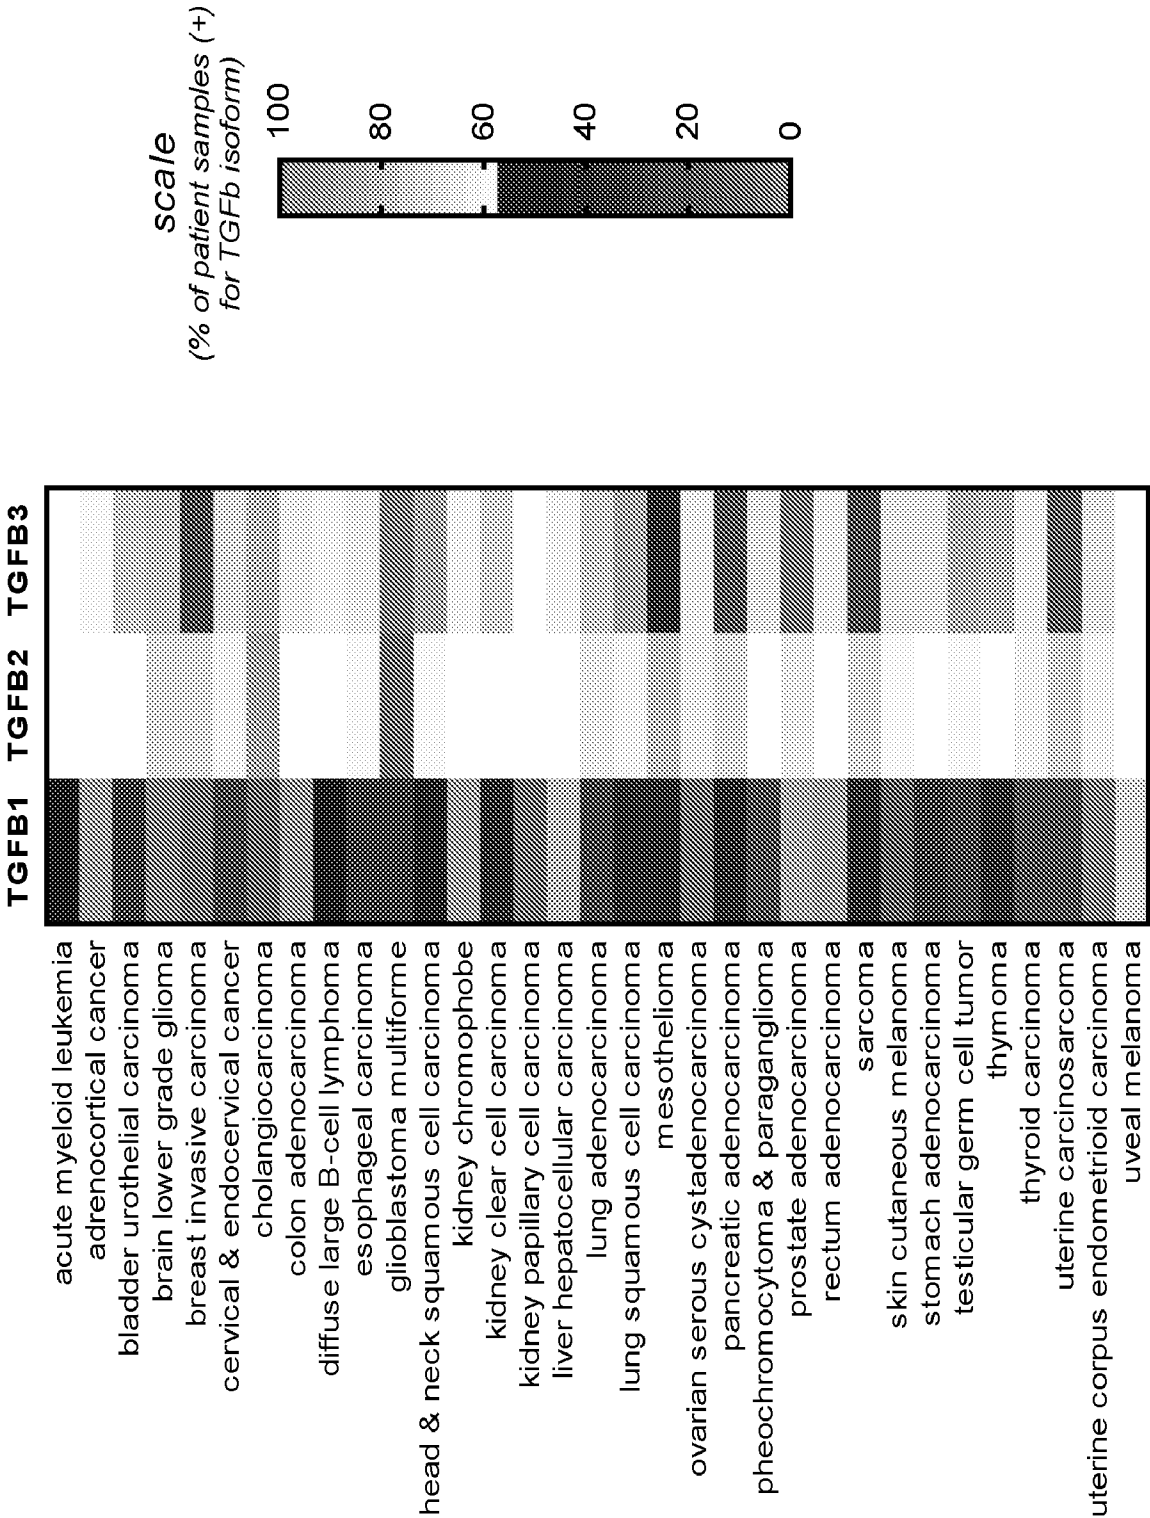 scale
(% of patient samples (+)
for TGFb isoform)
100
80
60
40
20
0
TGFB1
TGFB2
TGFB3
acute myeloid leukemia
adrenocortical cancer
bladder urothelial carcinoma
brain lower grade glioma
breast invasive carcinoma
cervical & endocervical cancer
cholangiocarcinoma
colon adenocarcinoma
diffuse large B-cell lymphoma
esophageal carcinoma
glioblastoma multiforme
head & neck squamous cell carcinoma
kidney chromophobe
kidney clear cell carcinoma
kidney papillary cell carcinoma
liver hepatocellular carcinoma
lung adenocarcinoma
lung squamous cell carcinoma
mesothelioma
ovarian serous cystadenocarcinoma
pancreatic adenocarcinoma
pheochromocytoma & paraganglioma
prostate adenocarcinoma
rectum adenocarcinoma
sarcoma
skin cutaneous melanoma
stomach adenocarcinoma
testicular germ cell tumor
thymoma
thyroid carcinoma
uterine carcinosarcoma
uterine corpus endometrioid carcinoma
uveal melanoma